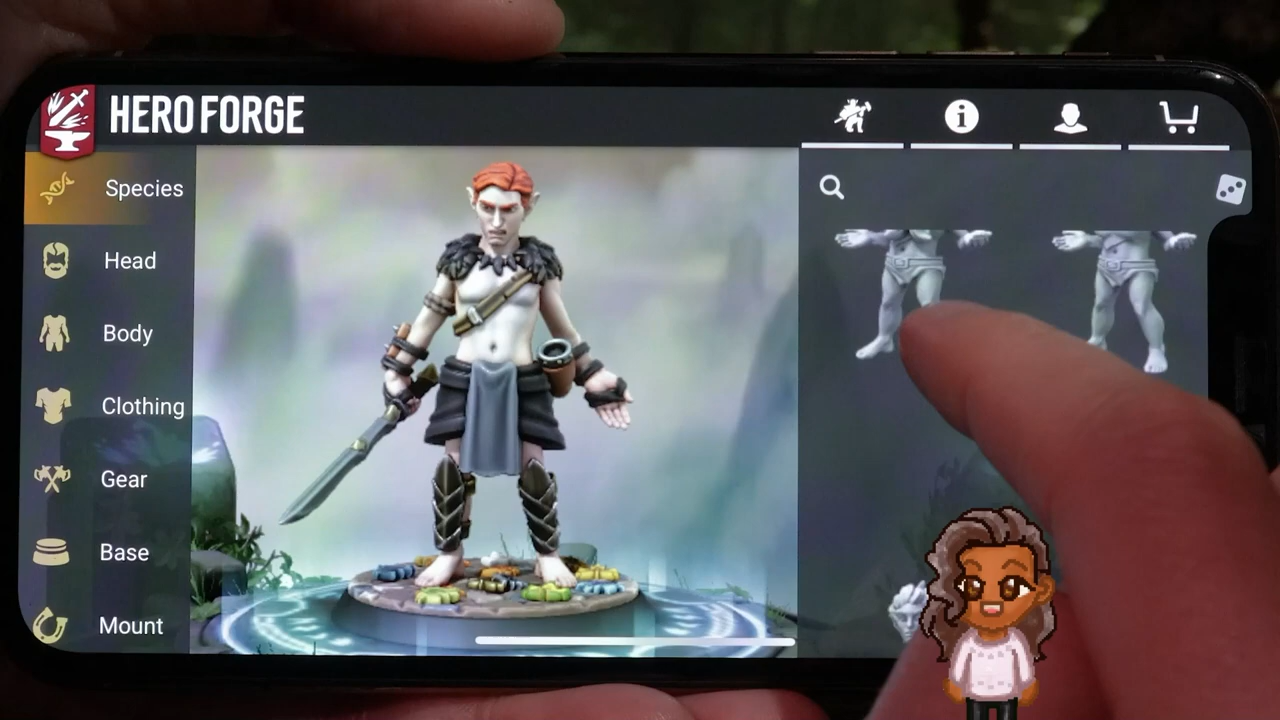 HERO FORGE
Species
Head
Body
Clothing
Gear
Base
Mount